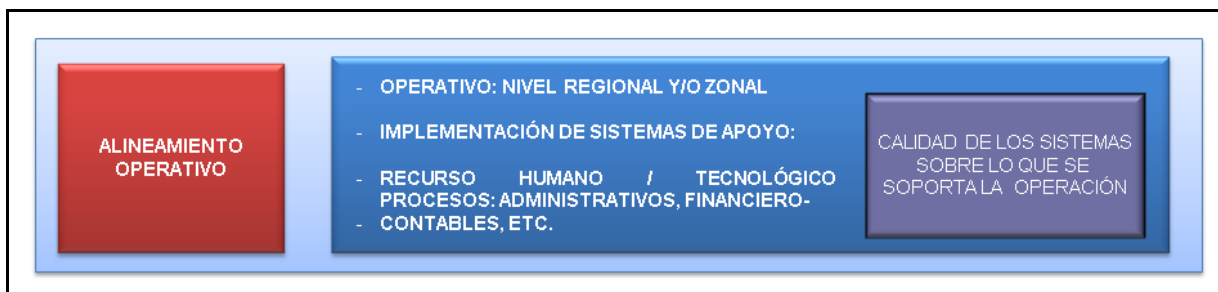 ALINEAMIENTO
OPERATIVO
- OPERATIVO: NIVEL REGIONAL Y/O ZONAL
- IMPLEMENTACIÓN DE SISTEMAS DE APOYO:
- RECURSO HUMANO / TECNOLÓGICO
PROCESOS: ADMINISTRATIVOS, FINANCIERO-
- CONTABLES, ETC.
CALIDAD DE LOS SISTEMAS
SOBRE LO QUE SE
SOPORTA LA OPERACIÓN